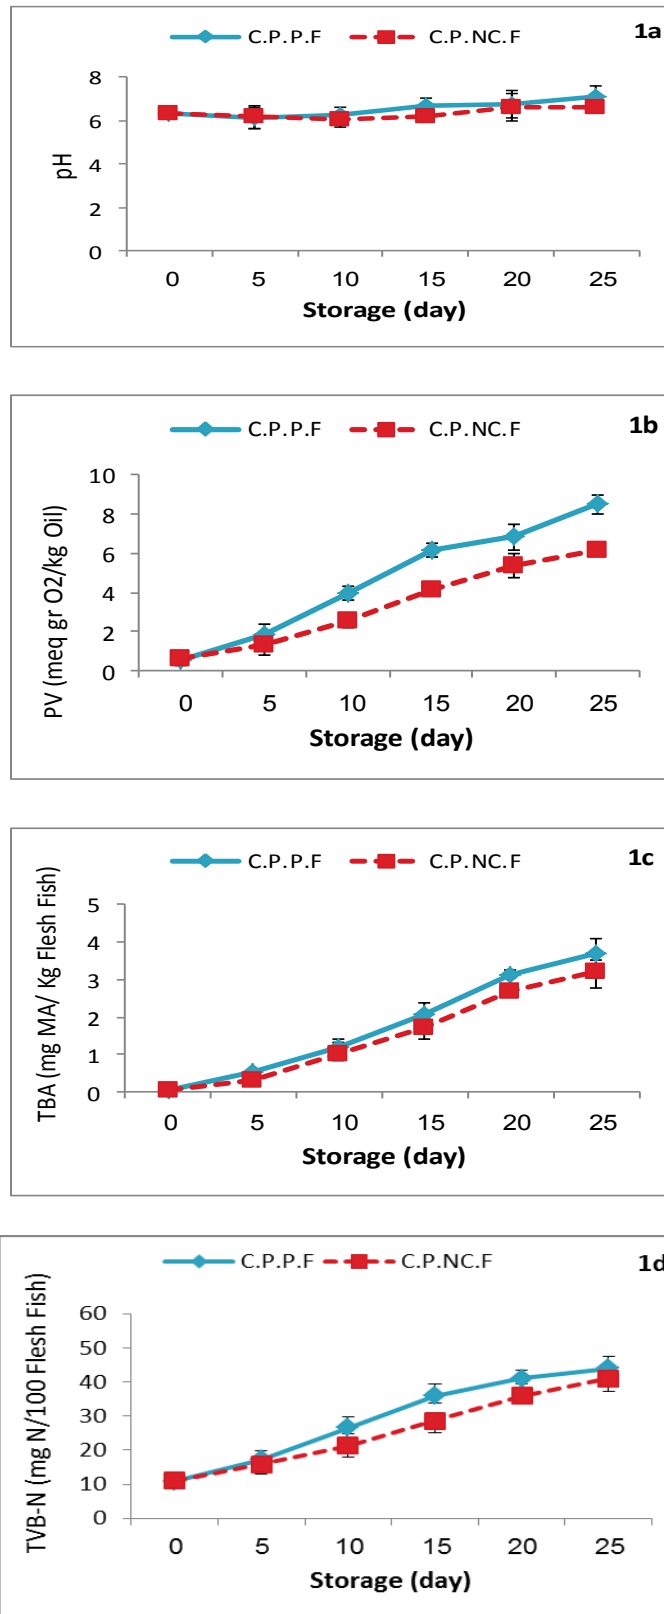 C.P.P.F C.P.NC.F 1a
pH
8
6
4
2
0
0 5 10 15 20 25
Storage (day)
C.P.P.F C.P.NC.F 1b
PV (meq gr O2/kg Oil)
10
8
6
4
2
0
0 5 10 15 20 25
Storage (day)
C.P.P.F C.P.NC.F 1c
TBA (mg MA/ Kg Flesh Fish)
5
4
3
2
1
0
0 5 10 15 20 25
Storage (day)
C.P.P.F C.P.NC.F 1d
TVB-N (mg N/100 Flesh Fish)
60
50
40
30
20
10
0
0 5 10 15 20 25
Storage (day)